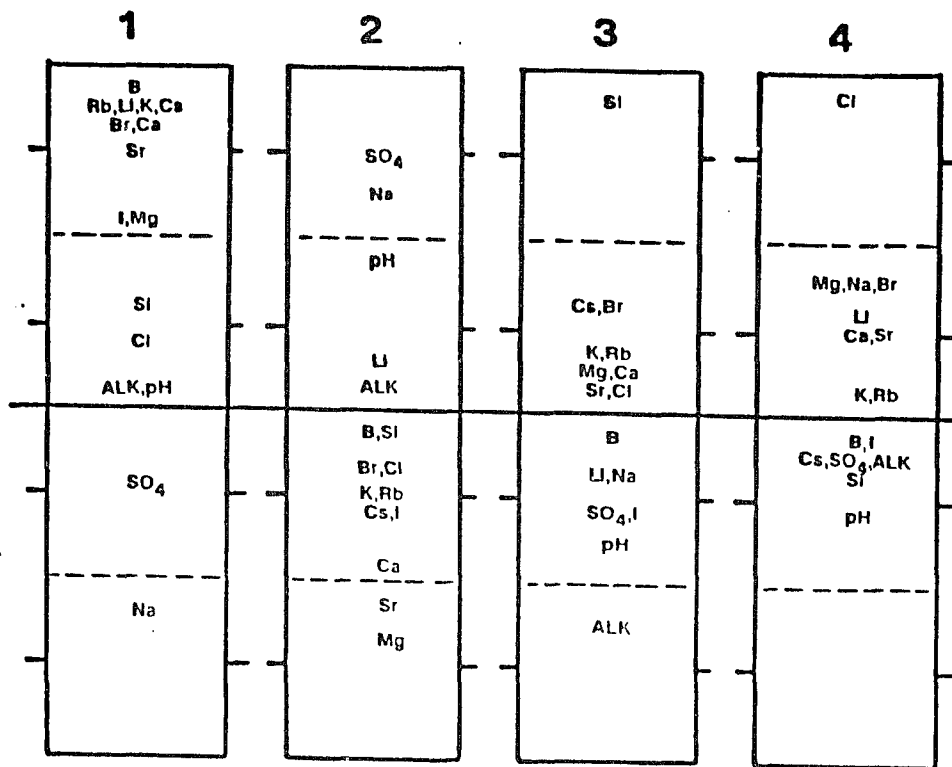 1
B
Rb,Li,K,Cs
Br,Ca
Sr
I,Mg
Si
Cl
ALK,pH
SO₄
Na
2
SO₄
Na
pH
Li
ALK
B,Si
Br,Cl
K,Rb
Cs,I
Ca
Sr
Mg
3
Si
Cs,Br
K,Rb
Mg,Ca
Sr,Cl
B
Li,Na
SO₄,I
pH
ALK
4
Cl
Mg,Na,Br
Li
Ca,Sr
K,Rb
B,I
Cs,SO₄,ALK
Si
pH